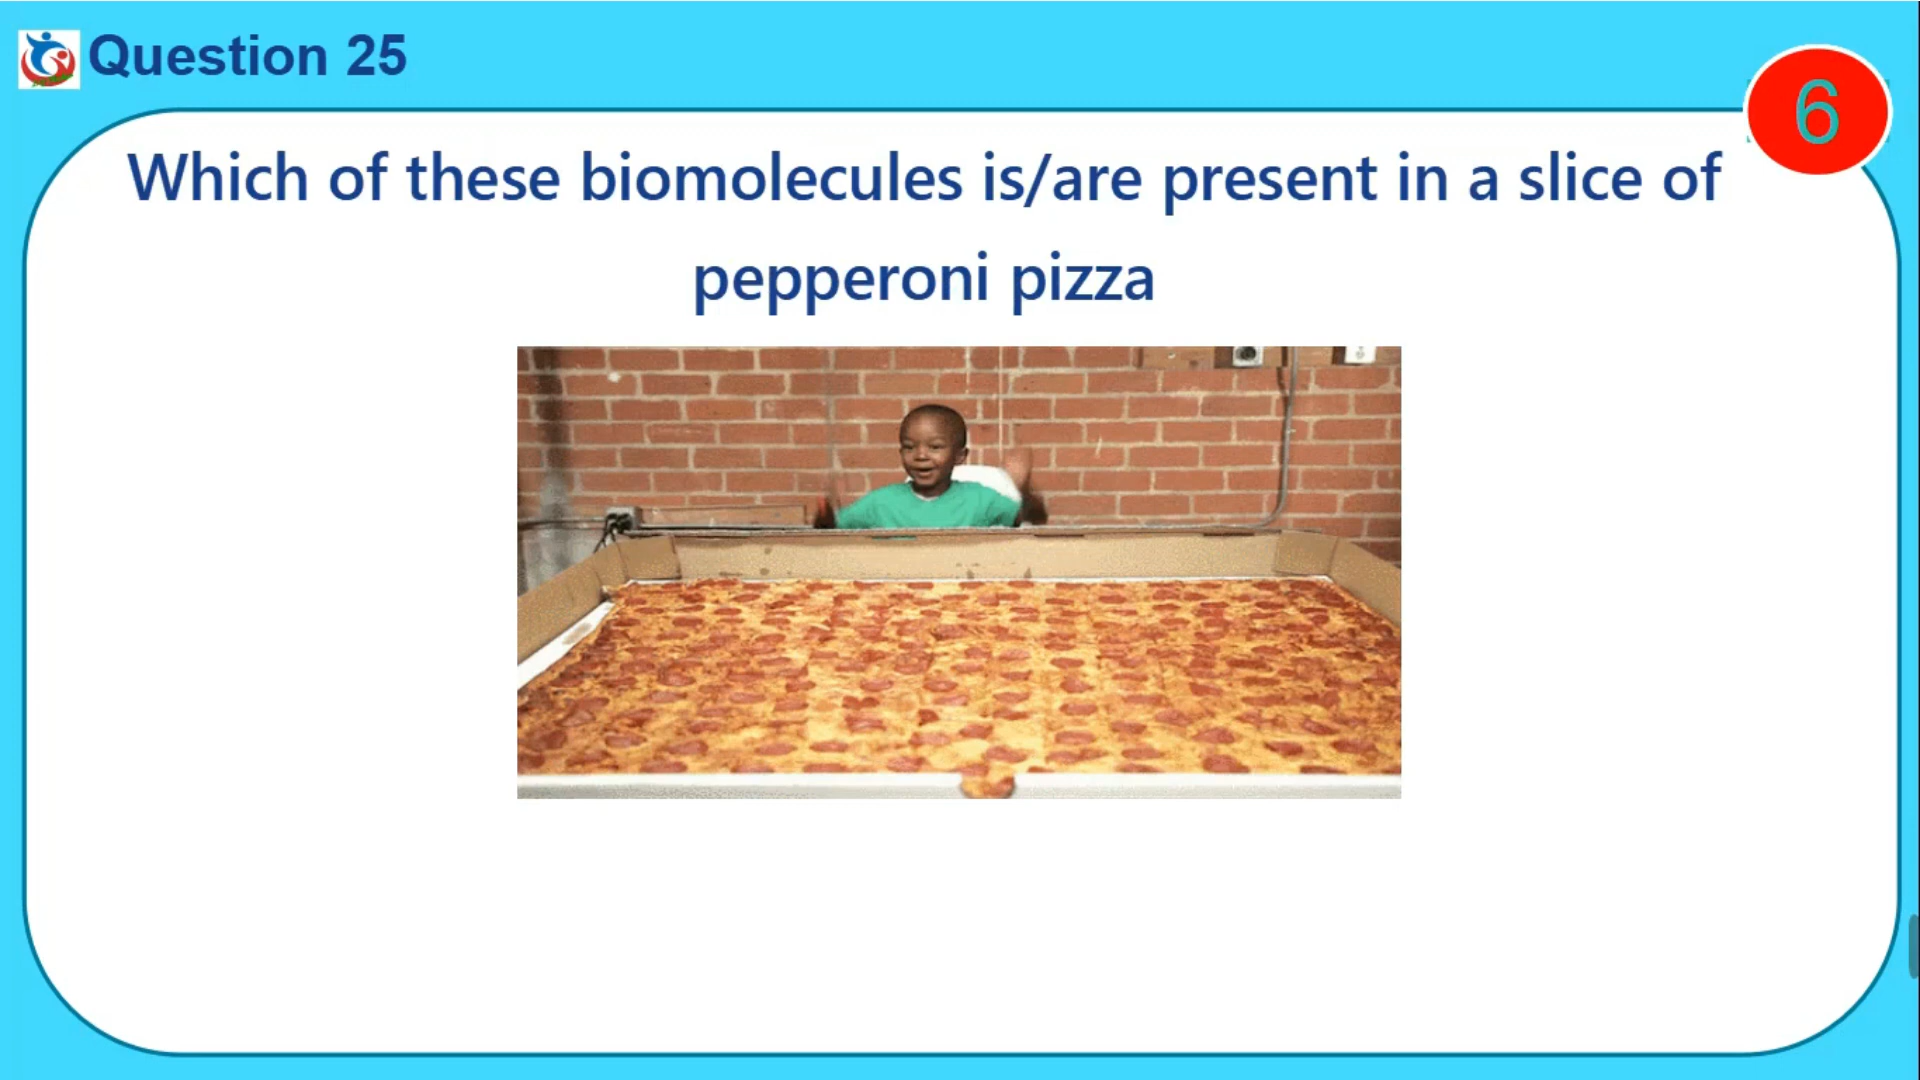 Question 25
6
Which of these biomolecules is/are present in a slice of
pepperoni pizza